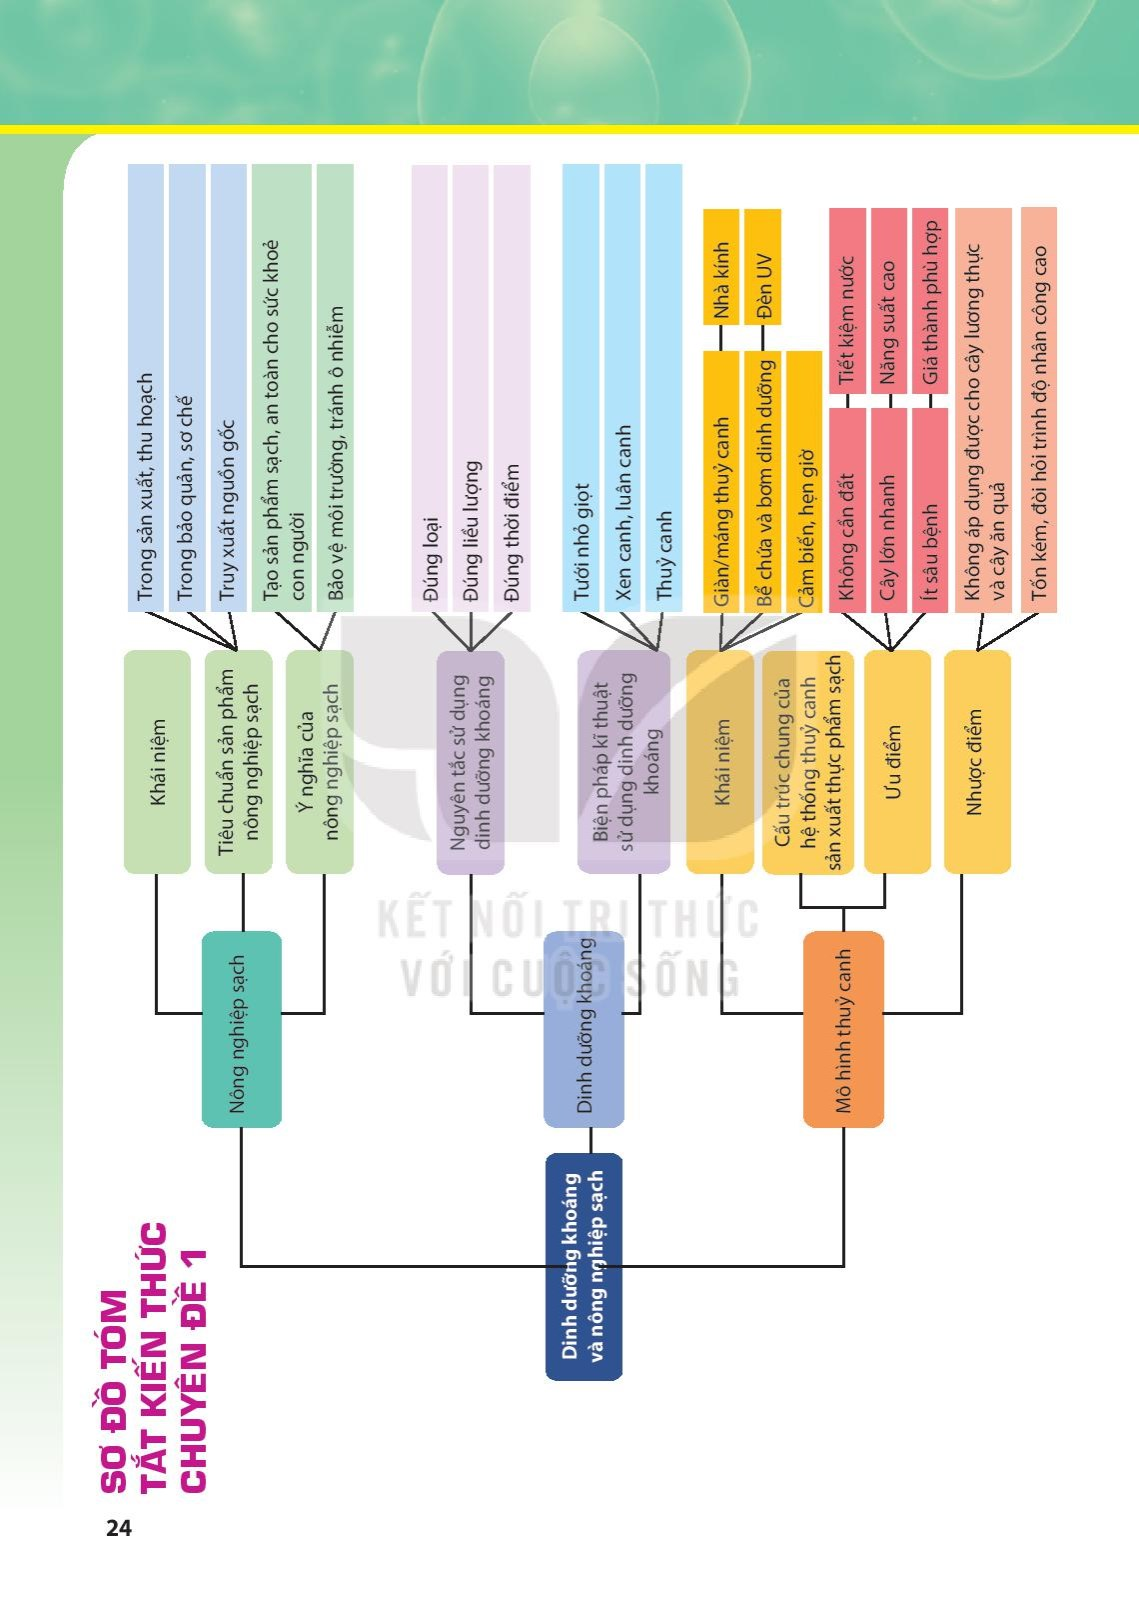 SƠ ĐỒ TÓM
TẮT KIẾN THỨC
CHUYÊN ĐỀ 1
Dinh dưỡng khoáng
và nông nghiệp sạch
Nông nghiệp sạch
Khái niệm
Tiêu chuẩn sản phẩm
nông nghiệp sạch
Trong sản xuất, thu hoạch
Trong bảo quản, sơ chế
Truy xuất nguồn gốc
Ý nghĩa của
nông nghiệp sạch
Tạo sản phẩm sạch, an toàn cho sức khoẻ
con người
Bảo vệ môi trường, tránh ô nhiễm
Dinh dưỡng khoáng
Nguyên tắc sử dụng
dinh dưỡng khoáng
Đúng loại
Đúng liều lượng
Đúng thời điểm
Biện pháp kĩ thuật
sử dụng dinh dưỡng
khoáng
Tưới nhỏ giọt
Xen canh, luân canh
Thuỷ canh
Mô hình thuỷ canh
Khái niệm
Giàn/máng thuỷ canh
Nhà kính
Bể chứa và bơm dinh dưỡng
Đèn UV
Cảm biến, hẹn giờ
Cấu trúc chung của
hệ thống thuỷ canh
sản xuất thực phẩm sạch
Ưu điểm
Không cần đất
Tiết kiệm nước
Cây lớn nhanh
Năng suất cao
Ít sâu bệnh
Giá thành phù hợp
Nhược điểm
Không áp dụng được cho cây lương thực
và cây ăn quả
Tốn kém, đòi hỏi trình độ nhân công cao
KẾT NỐI TRI THỨC
VỚI CUỘC SỐNG
24